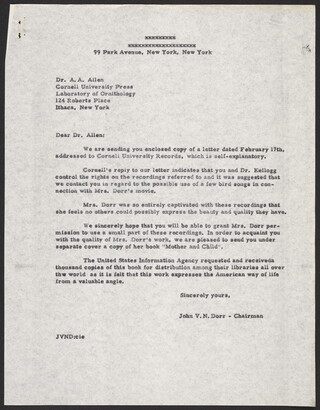 xxxxxxxxx
xxxxxxxxxxxxxx
99 Park Avenue, New York, New York
Dr. A.A. Allen
Cornell University Press
Laboratory of Ornithology
124 Roberts Place
Ithaca, New York
Dear Dr. Allen:
We are sending you enclosed copy of a letter dated February 17th,
addressed to Cornell University Records, which is self-explanatory.
Cornell's reply to our letter indicates that you and Dr. Kellogg
control the rights on the recordings referred to and it was suggested that
we contact you in regard to the possible use of a few bird songs in con-
nection with Mrs. Dorr's movie.
Mrs. Dorr was so entirely captivated with these recordings that
she feels no others could possibly express the beauty and quality they have.
We sincerely hope that you will be able to grant Mrs. Dorr per-
mission to use a small part of these recordings. In order to acquaint you
with the quality of Mrs. Dorr's work, we are pleased to send you under
separate cover a copy of her book "Mother and Child".
The United States Information Agency requested and received a
thousand copies of this book for distribution among their libraries all over
the world as it is felt that this work expresses the American way of life
from a valuable angle.
Sincerely yours,
John V.N. Dorr - Chairman
JVND:eie